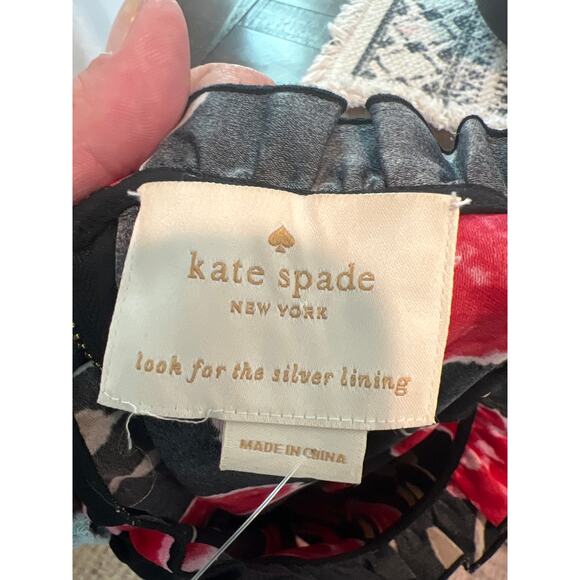 kate spade
NEW YORK
look for the silver lining
MADE IN CHINA